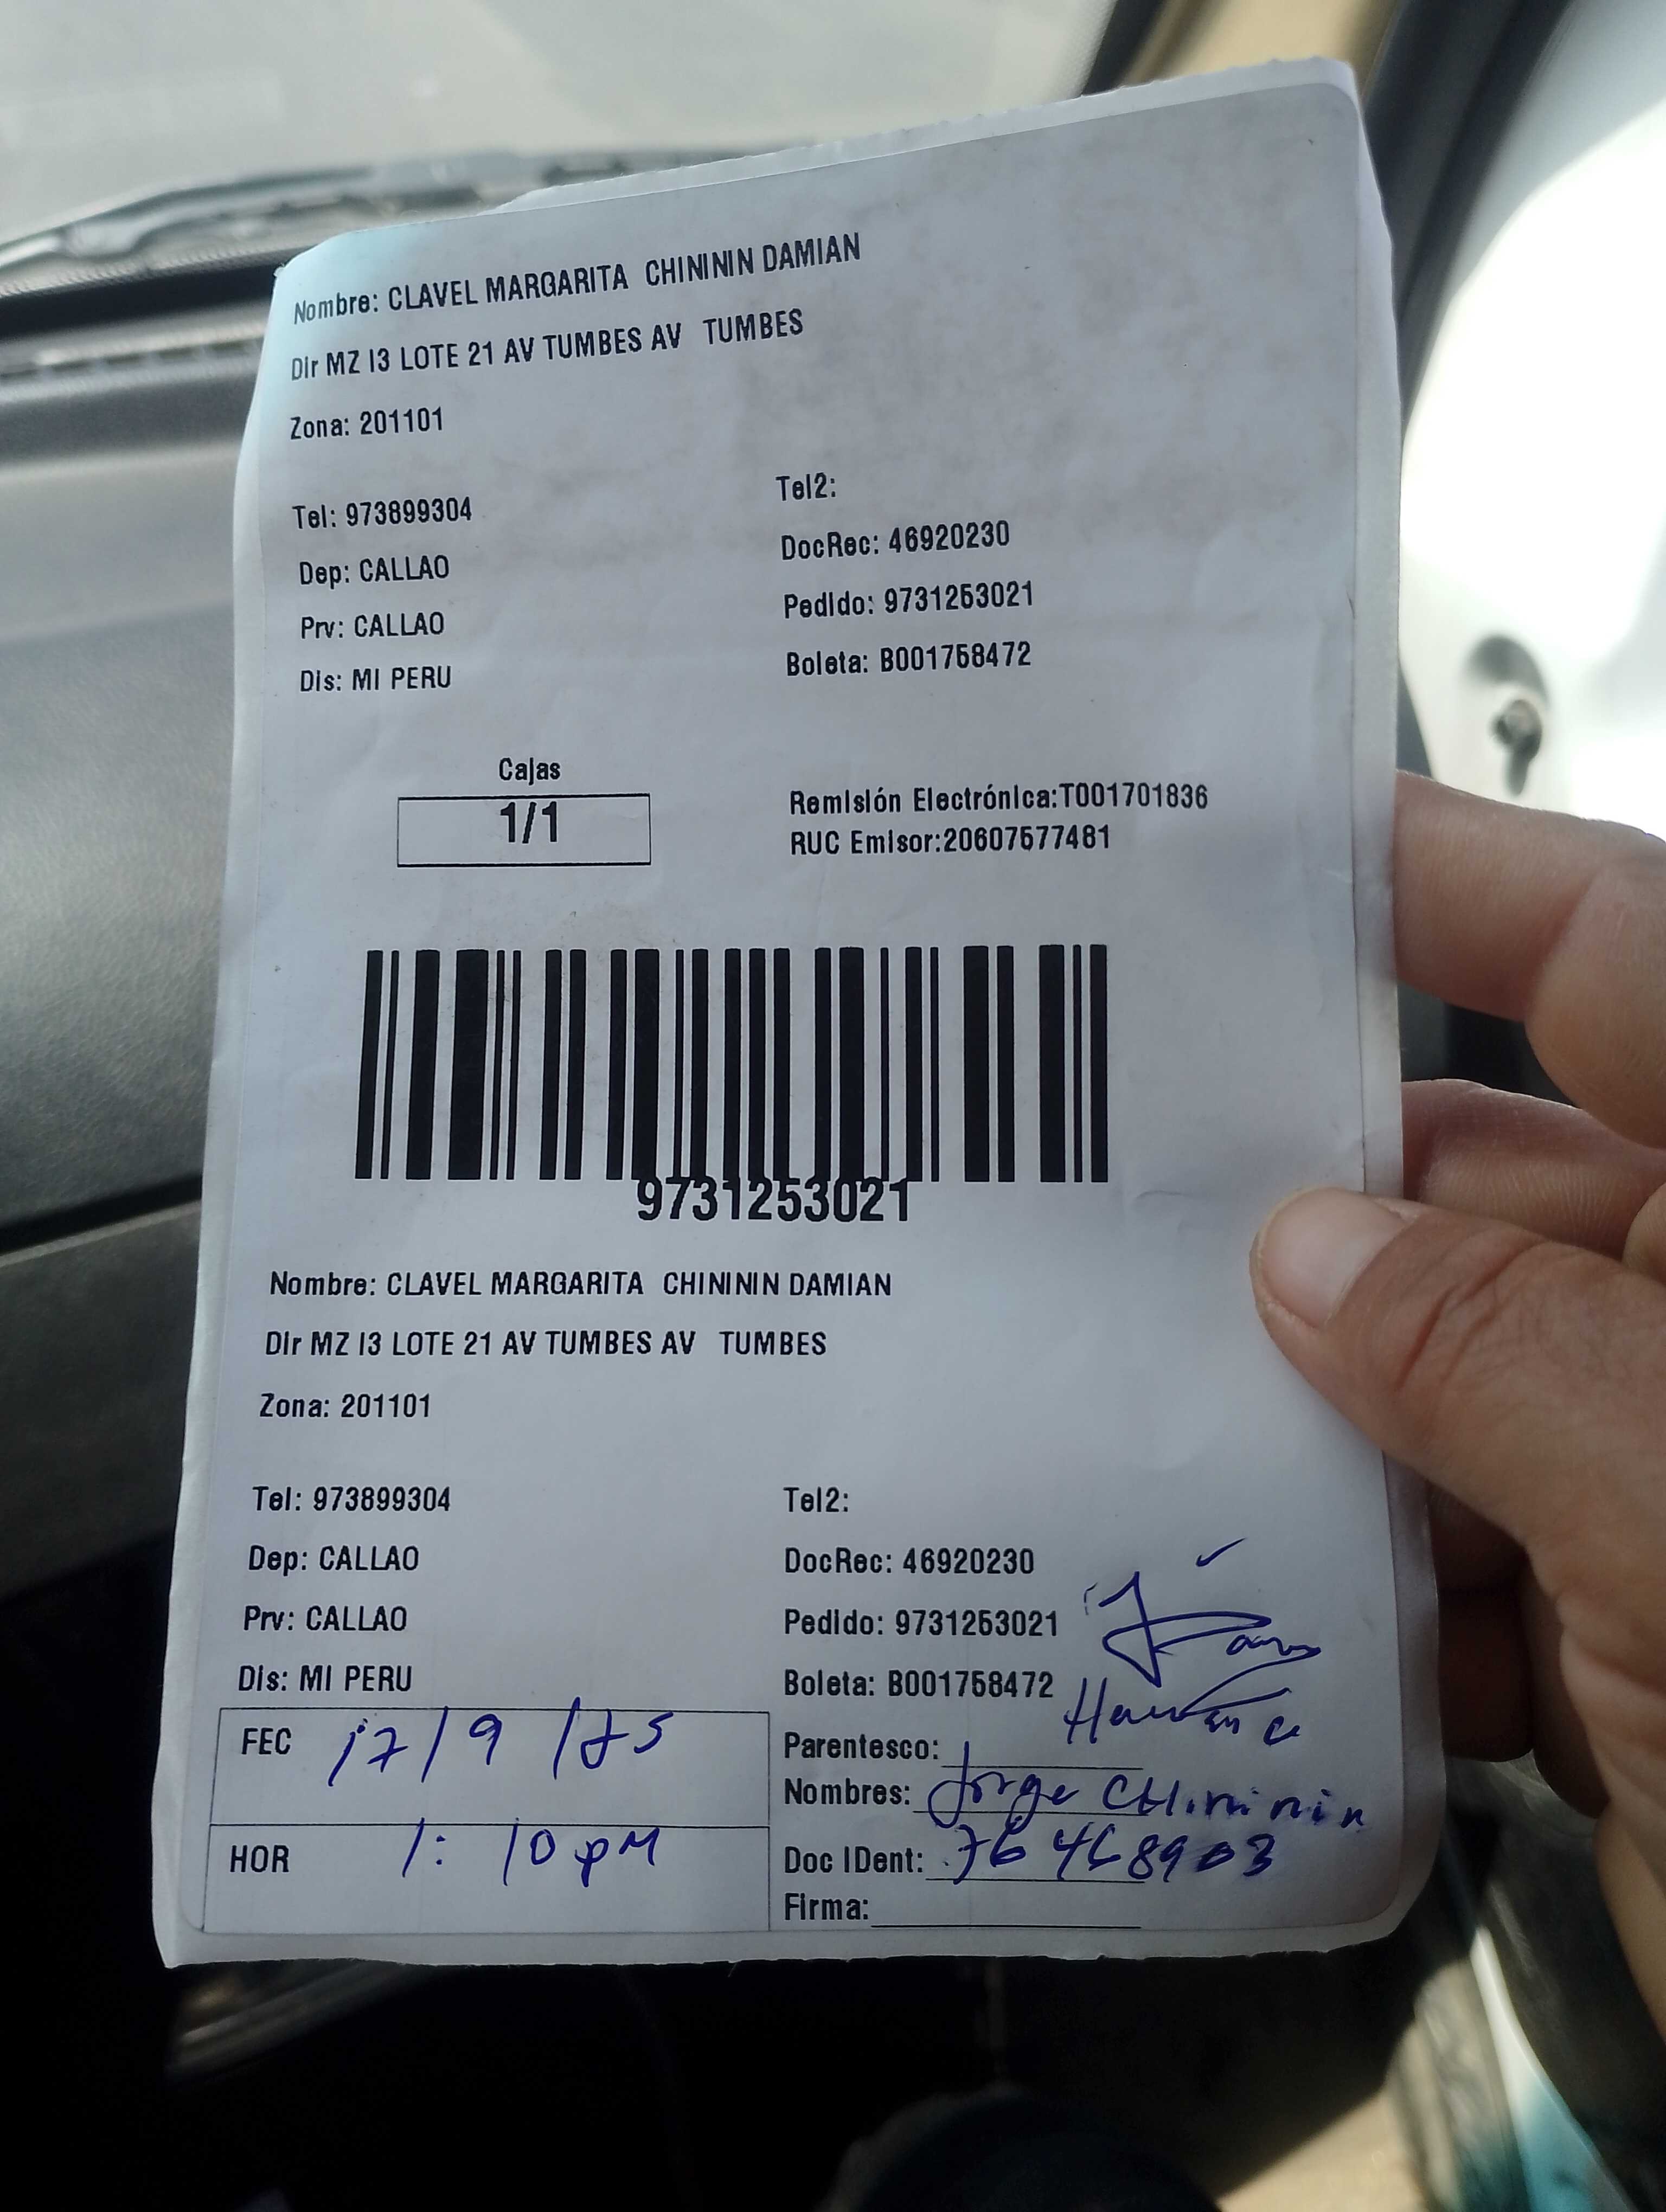 Nombre: CLAVEL MARGARITA CHINININ DAMIAN
Dir MZ I3 LOTE 21 AV TUMBES AV TUMBES
Zona: 201101
Tel: 973899304 Tel2:
Dep: CALLAO DocRec: 46920230
Prv: CALLAO Pedido: 9731253021
Dis: MI PERU Boleta: B001758472
Cajas
1/1
Remisión Electrónica:T001701836
RUC Emisor:20607577481
9731253021
Nombre: CLAVEL MARGARITA CHINININ DAMIAN
Dir MZ I3 LOTE 21 AV TUMBES AV TUMBES
Zona: 201101
Tel: 973899304 Tel2:
Dep: CALLAO DocRec: 46920230
Prv: CALLAO Pedido: 9731253021
Dis: MI PERU Boleta: B001758472
FEC 17/9/25
Parentesco:
Nombres: Jorge CHininin
HOR 1:10 pM
Doc IDent: 76468903
Firma: